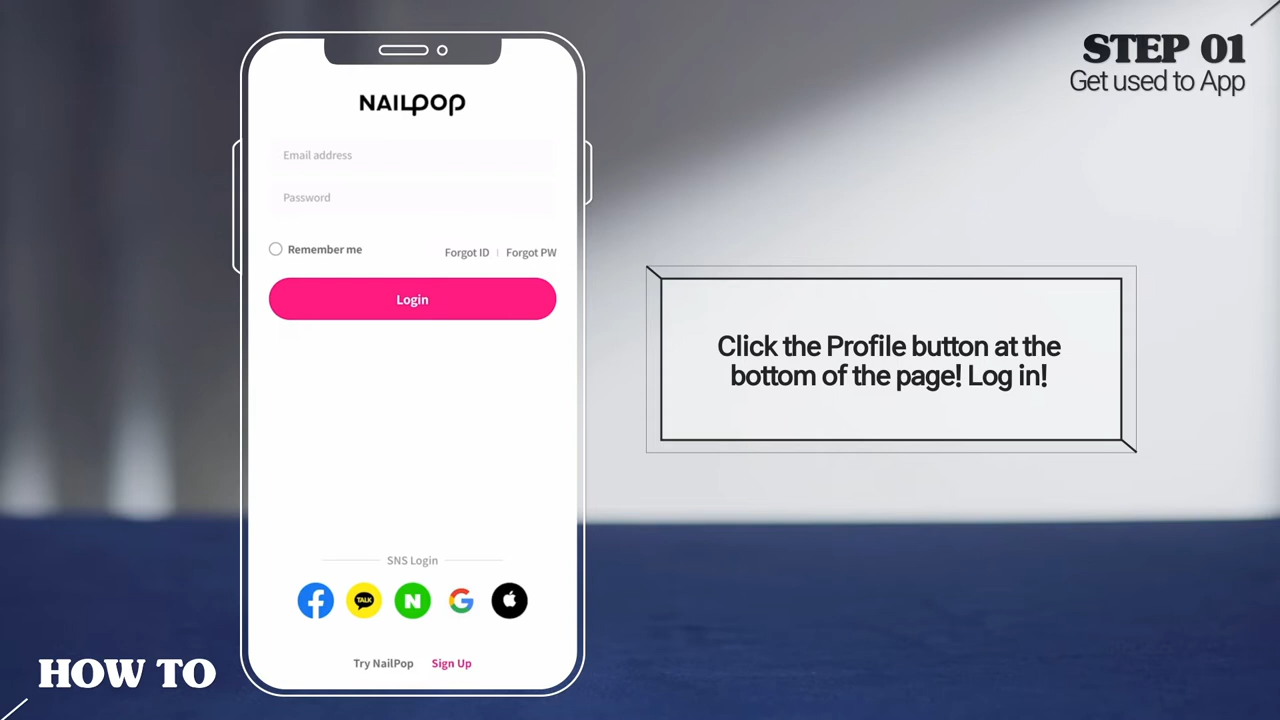 STEP 01
Get used to App
NAILPOP
Email address
Password
Remember me
Forgot ID | Forgot PW
Login
Click the Profile button at the
bottom of the page! Log in!
SNS Login
TALK
N
G
Try NailPop Sign Up
HOW TO